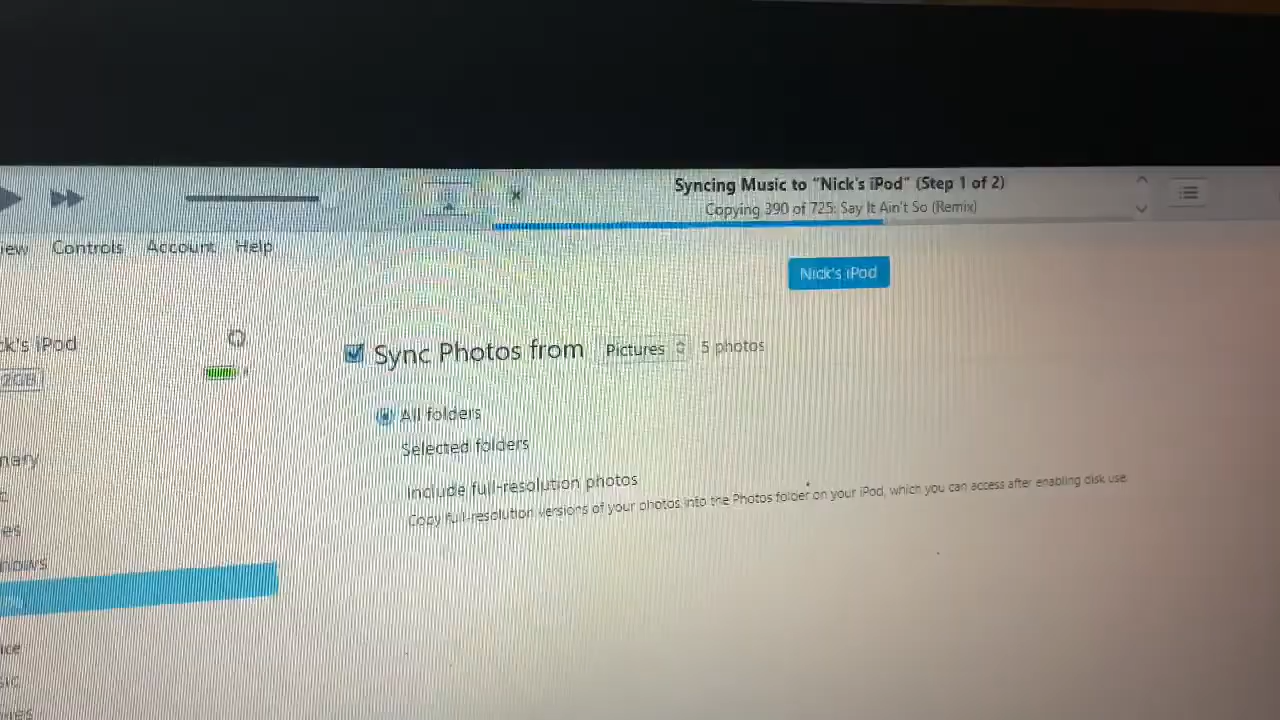 Syncing Music to “Nick's iPod” (Step 1 of 2)
Copying 390 of 725: Say It Ain't So (Remix)
Controls Account Help
Nick's iPod
iPod
Sync Photos from Pictures 5 photos
All folders
Selected folders
Include full-resolution photos
Copy full-resolution versions of your photos into the Photos folder on your iPod, which you can access after enabling disk use.